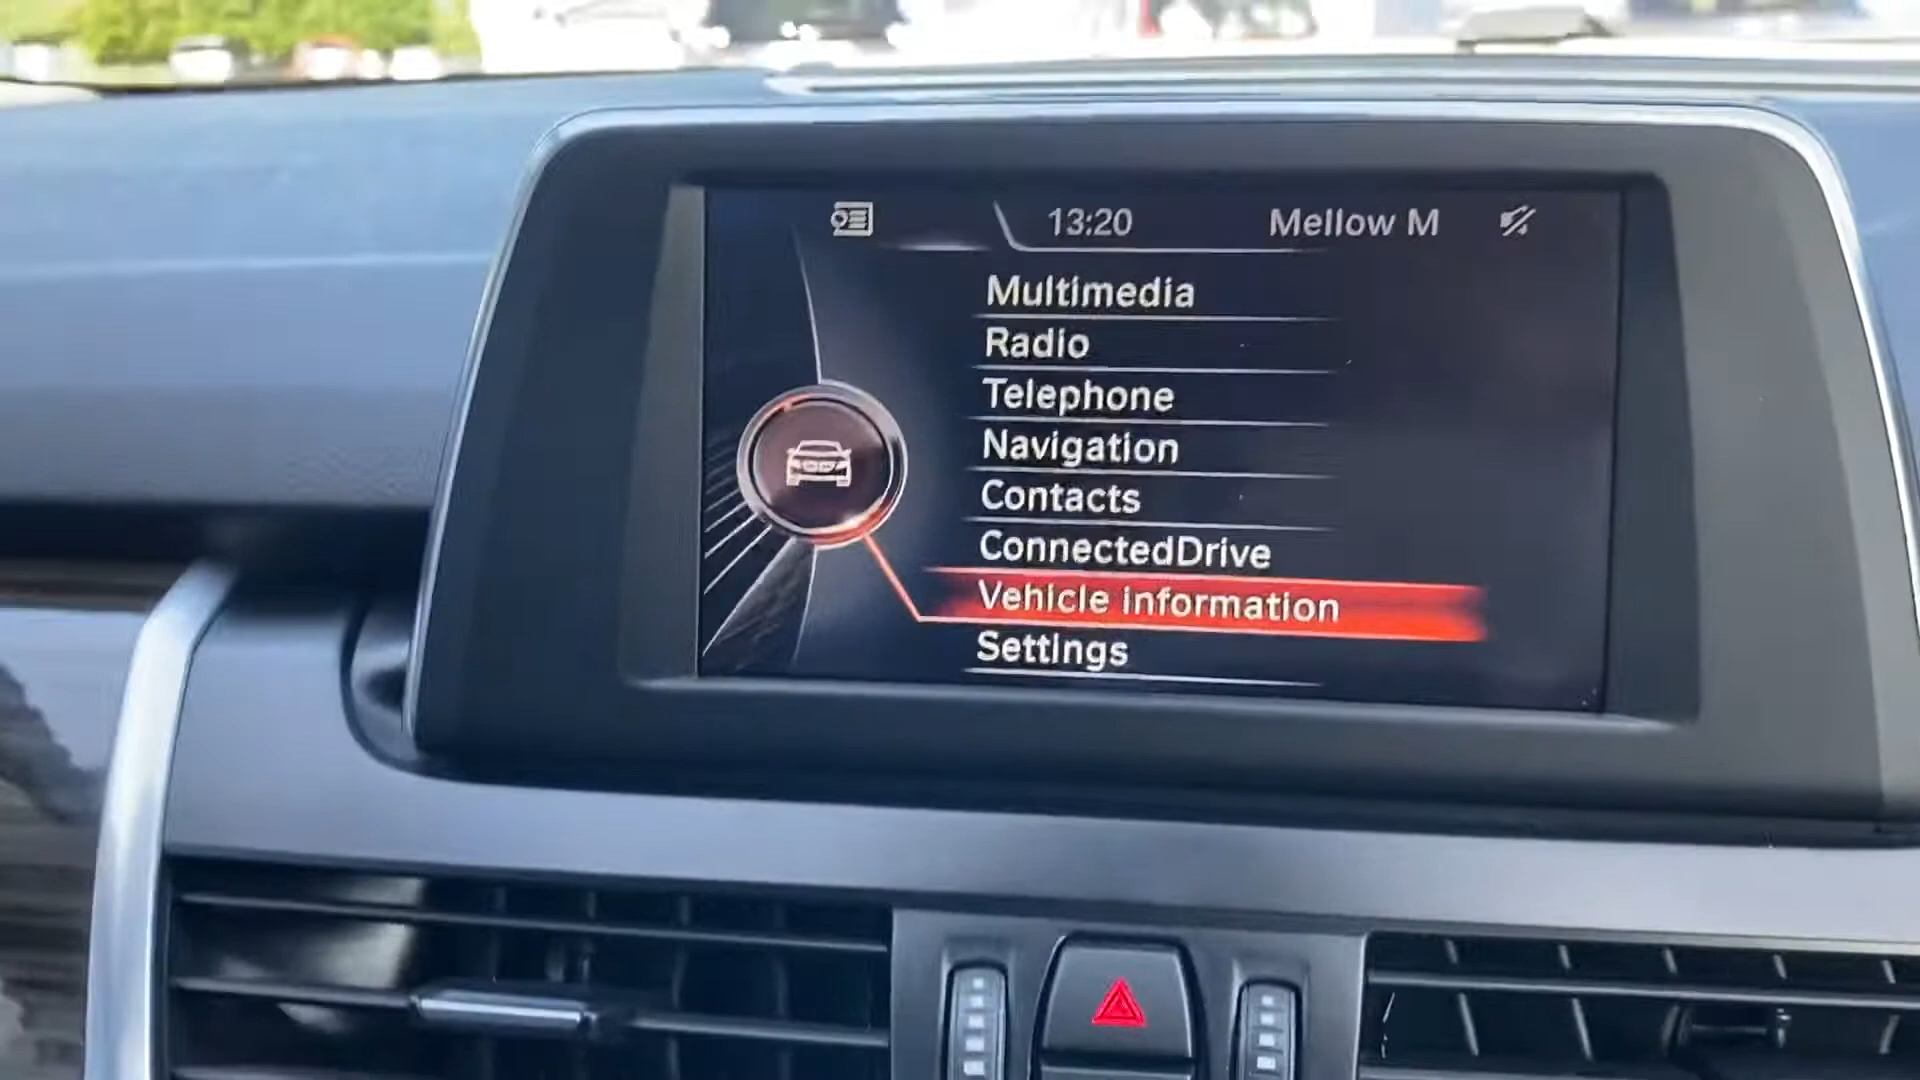 13:20 Mellow M
Multimedia
Radio
Telephone
Navigation
Contacts
ConnectedDrive
Vehicle information
Settings